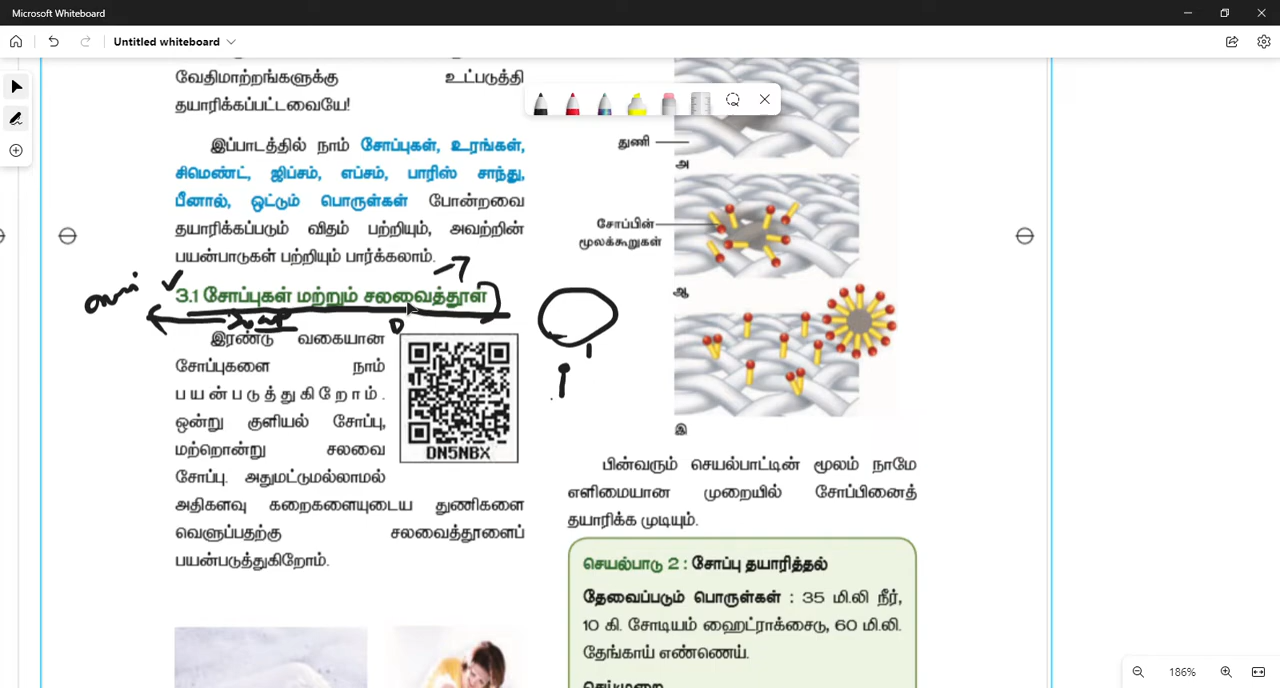 Microsoft Whiteboard
Untitled whiteboard
வேதிமாற்றங்களுக்கு உட்படுத்தி
தயாரிக்கப்பட்டவையே!
இப்பாடத்தில் நாம் சோப்புகள், உரங்கள்,
சிமெண்ட், ஜிப்சம், எப்சம், பாரிஸ் சாந்து,
பீனால், ஒட்டும் பொருள்கள் போன்றவை
தயாரிக்கப்படும் விதம் பற்றியும், அவற்றின்
பயன்பாடுகள் பற்றியும் பார்க்கலாம்.
3.1 சோப்புகள் மற்றும் சலவைத்தூள்
இரண்டு வகையான
சோப்புகளை நாம்
பயன்படுத்துகிறோம்.
ஒன்று குளியல் சோப்பு,
மற்றொன்று சலவை
சோப்பு. அதுமட்டுமல்லாமல்
அதிகளவு கறைகளையுடைய துணிகளை
வெளுப்பதற்கு சலவைத்தூளைப்
பயன்படுத்துகிறோம்.
DN5NBX
துணி
அ
சோப்பின்
மூலக்கூறுகள்
ஆ
இ
பின்வரும் செயல்பாட்டின் மூலம் நாமே
எளிமையான முறையில் சோப்பினைத்
தயாரிக்க முடியும்.
செயல்பாடு 2 : சோப்பு தயாரித்தல்
தேவைப்படும் பொருள்கள் : 35 மி.லி நீர்,
10 கி. சோடியம் ஹைட்ராக்சைடு, 60 மி.லி.
தேங்காய் எண்ணெய்.
செய்முறை
186%